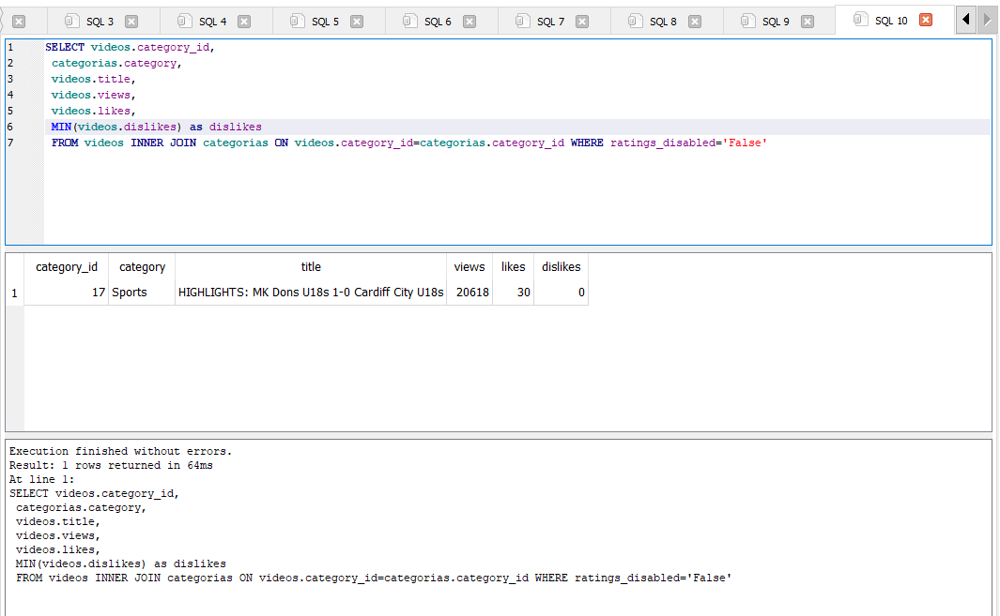 SQL 3 SQL 4 SQL 5 SQL 6 SQL 7 SQL 8 SQL 9 SQL 10
1 SELECT videos.category_id,
2 categorias.category,
3 videos.title,
4 videos.views,
5 videos.likes,
6 MIN(videos.dislikes) as dislikes
7 FROM videos INNER JOIN categorias ON videos.category_id=categorias.category_id WHERE ratings_disabled='False'
category_id category title views likes dislikes
1 17 Sports HIGHLIGHTS: MK Dons U18s 1-0 Cardiff City U18s 20618 30 0
Execution finished without errors.
Result: 1 rows returned in 64ms
At line 1:
SELECT videos.category_id,
categorias.category,
videos.title,
videos.views,
videos.likes,
MIN(videos.dislikes) as dislikes
FROM videos INNER JOIN categorias ON videos.category_id=categorias.category_id WHERE ratings_disabled='False'